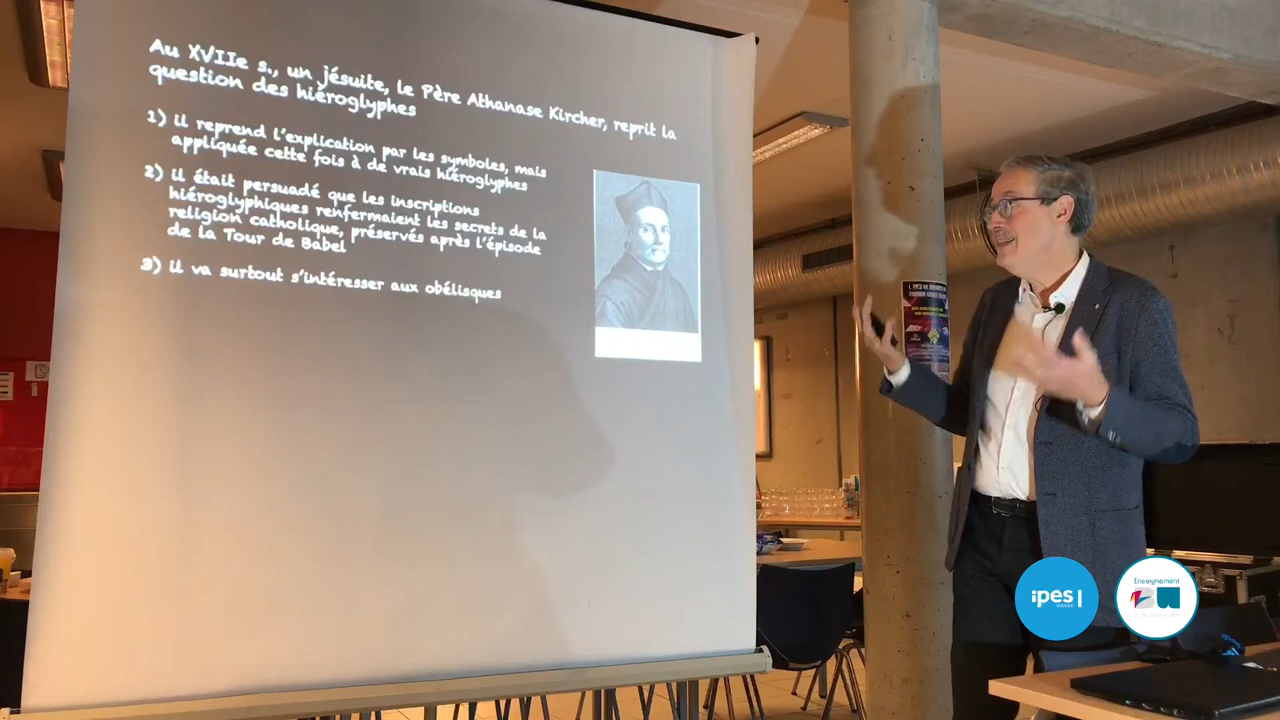 Au XVIIe s., un jésuite, le Père Athanase Kircher, reprit la
question des hiéroglyphes
1) il reprend l'explication par les symboles, mais
appliquée cette fois à de vrais hiéroglyphes
2) il était persuadé que les inscriptions
hiéroglyphiques renfermaient les secrets de la
religion catholique, préservés après l'épisode
de la Tour de Babel
3) il va surtout s'intéresser aux obélisques
ipes
WAVRE
Enseignement